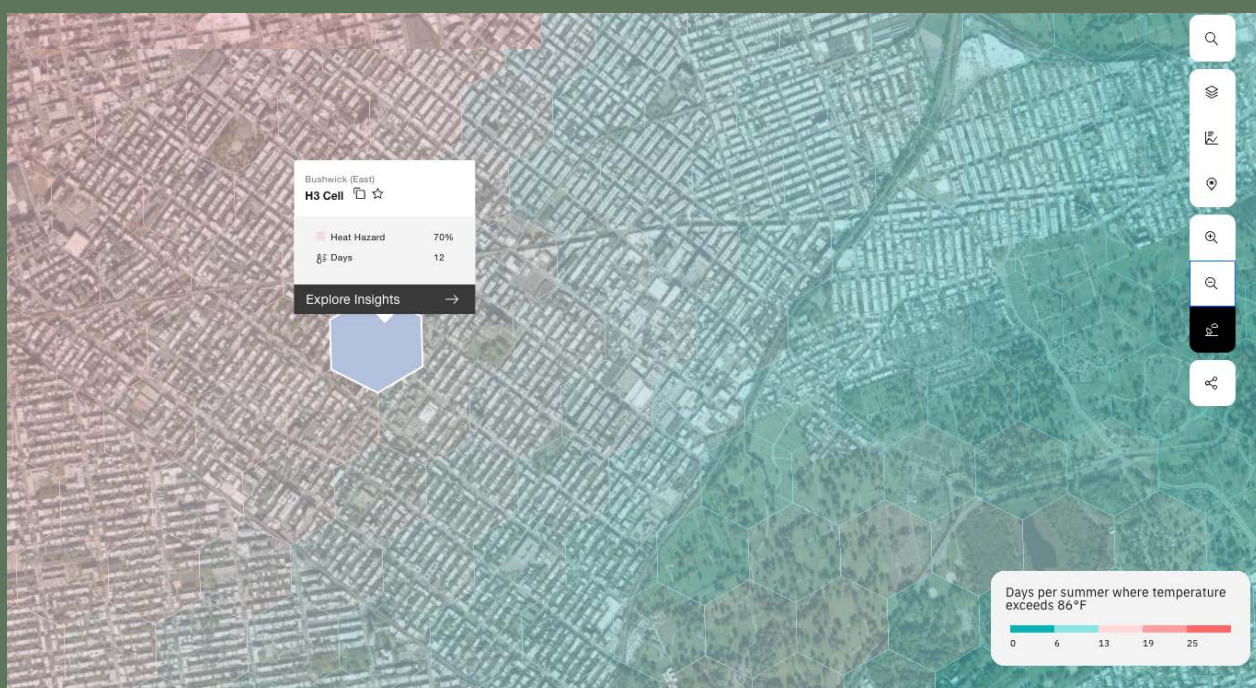 Bushwick (East)
H3 Cell
Heat Hazard 70%
Days 12
Explore Insights
Days per summer where temperature
exceeds 86°F
0 6 13 19 25